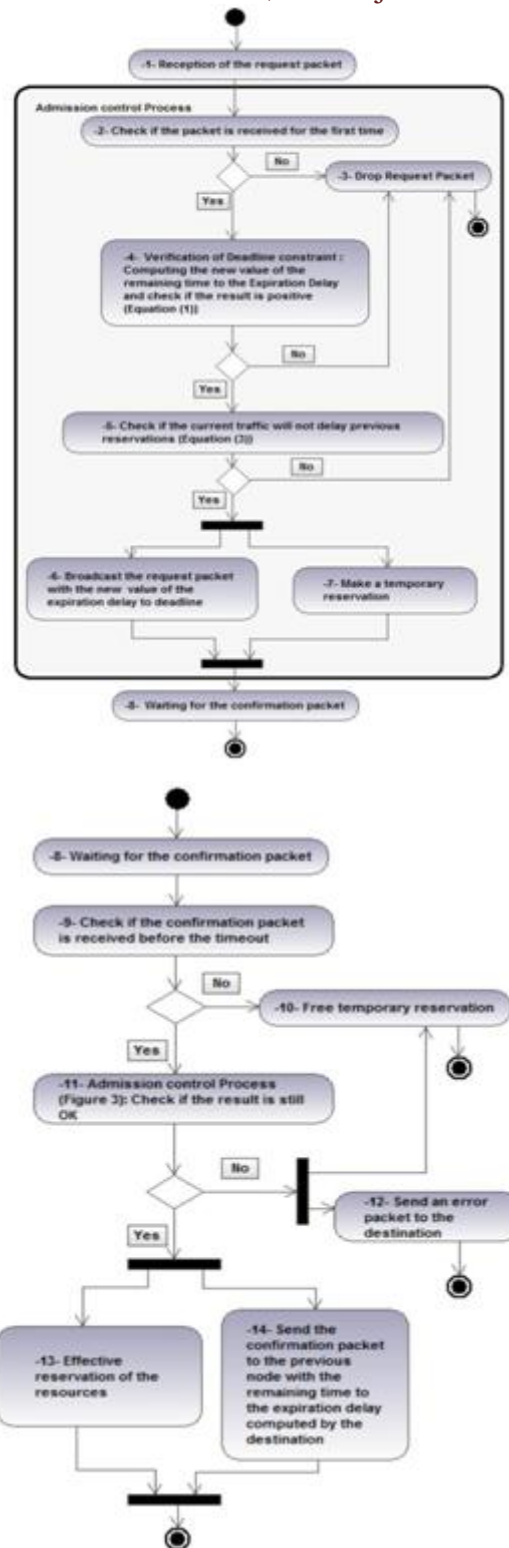 -1- Reception of the request packet
Admission control Process
-2- Check if the packet is received for the first time
No
-3- Drop Request Packet
Yes
-4- Verification of Deadline constraint :
Computing the new value of the
remaining time to the Expiration Delay
and check if the result is positive
(Equation (1))
No
Yes
-5- Check if the current traffic will not delay previous
reservations (Equation (3))
No
Yes
-6- Broadcast the request packet
with the new value of the
expiration delay to deadline
-7- Make a temporary
reservation
-8- Waiting for the confirmation packet
-8- Waiting for the confirmation packet
-9- Check if the confirmation packet
is received before the timeout
No
-10- Free temporary reservation
Yes
-11- Admission control Process
(Figure 3): Check if the result is still
OK
No
-12- Send an error
packet to the
destination
Yes
-13- Effective
reservation of the
resources
-14- Send the
confirmation packet
to the previous
node with the
remaining time to
the expiration delay
computed by the
destination